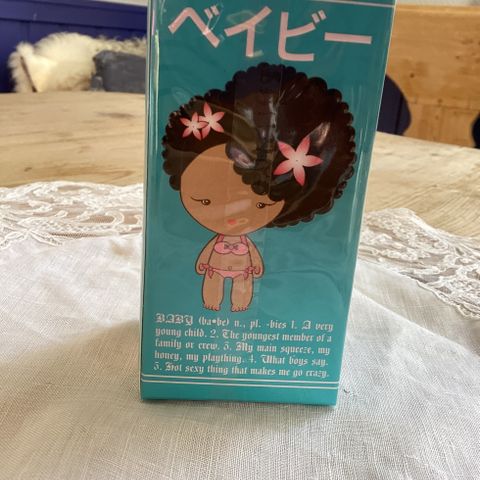 ベイビー
BABY (ba•be) n., pl. -bies 1. A very
young child. 2. The youngest member of a
family or crew. 3. My main squeeze, my
honey, my plaything. 4. What boys say.
5. Hot sexy thing that makes me go crazy.